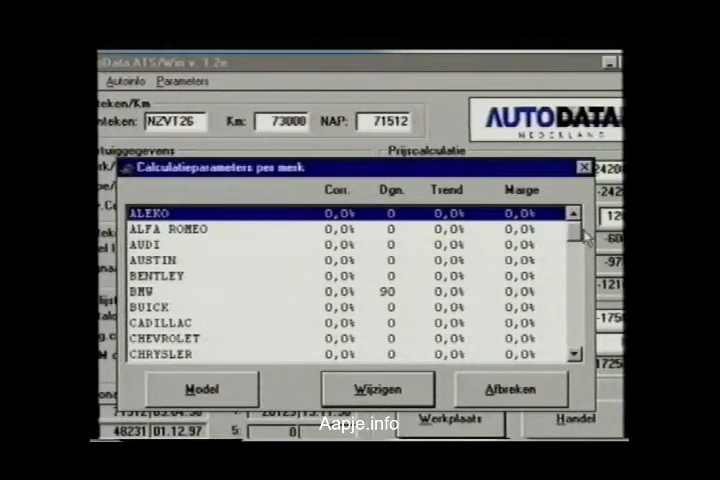 oData ATS/Win v. 1.2e
Autoinfo Parameters
teken/Km
nteken: NZVT26 Km: 73000 NAP: 71512
AUTODATA
NEDERLAND
tuiggegevens Prijscalculatie
Calculatieparameters per merk
Corr. Dgn. Trend Marge
ALEKO 0,0% 0 0,0% 0,0%
ALFA ROMEO 0,0% 0 0,0% 0,0%
AUDI 0,0% 0 0,0% 0,0%
AUSTIN 0,0% 0 0,0% 0,0%
BENTLEY 0,0% 0 0,0% 0,0%
BMW 0,0% 90 0,0% 0,0%
BUICK 0,0% 0 0,0% 0,0%
CADILLAC 0,0% 0 0,0% 0,0%
CHEVROLET 0,0% 0 0,0% 0,0%
CHRYSLER 0,0% 0 0,0% 0,0%
Model Wijzigen Afbreken
48231 01.12.97 5: 0 Werkplaats Handel
Aapje.info